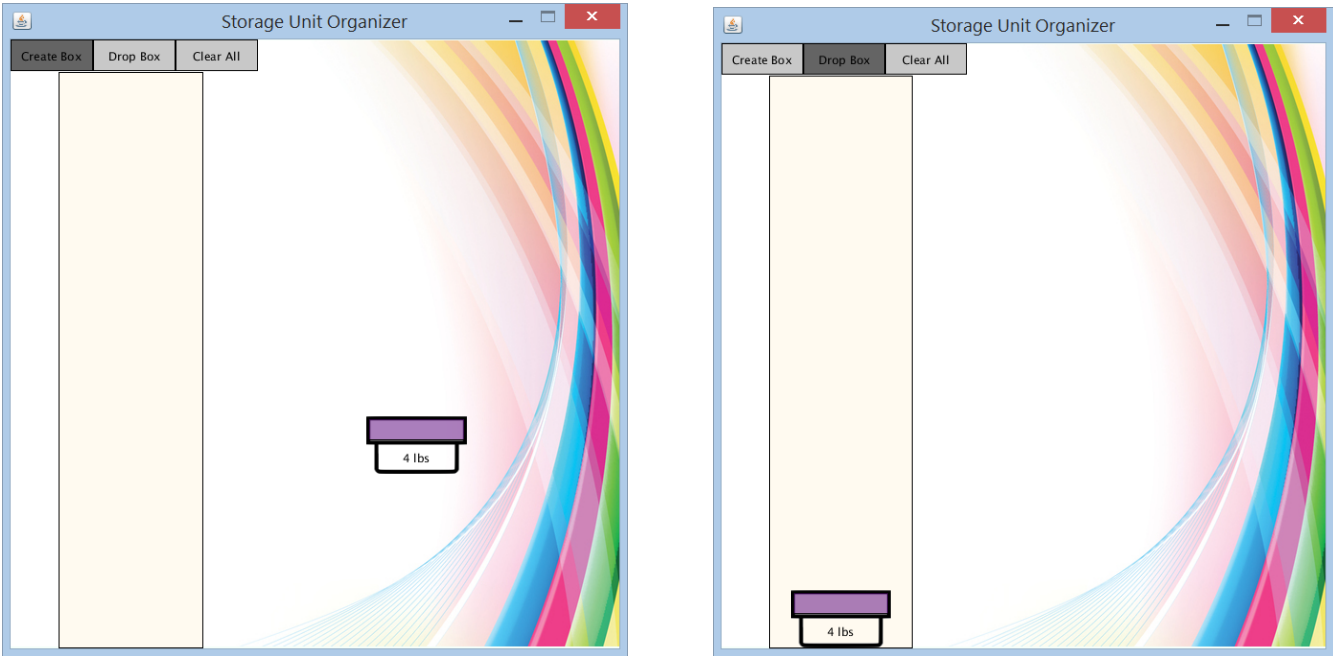 Storage Unit Organizer
Create Box Drop Box Clear All
4 lbs
Storage Unit Organizer
Create Box Drop Box Clear All
4 lbs